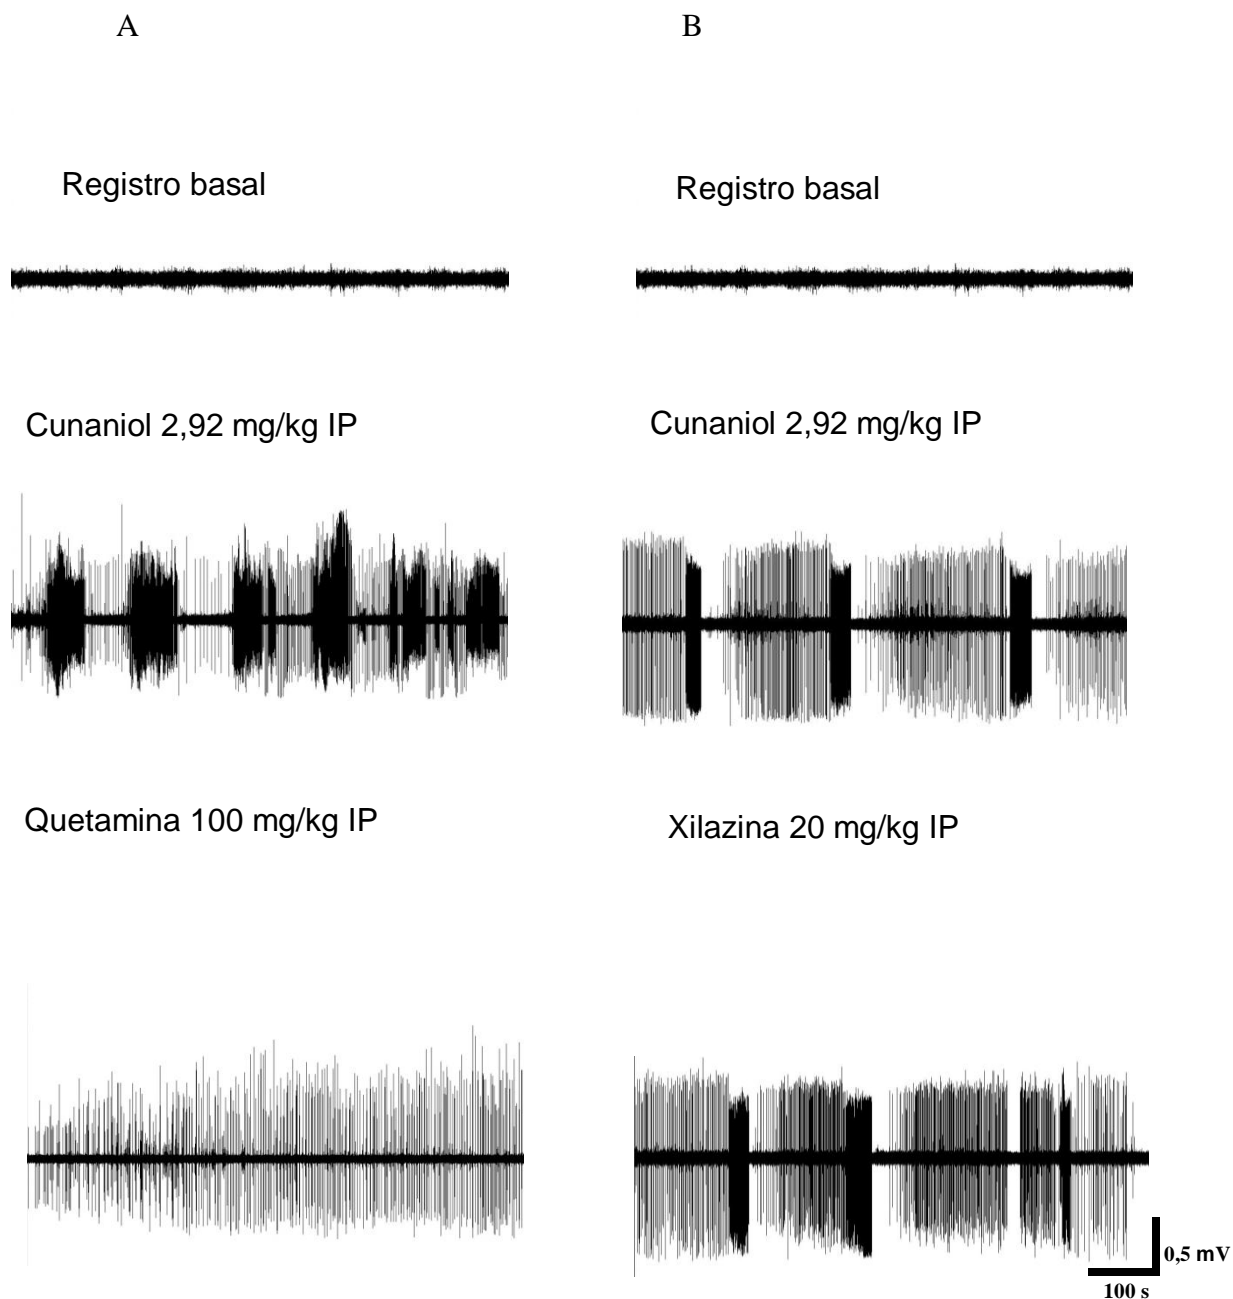 A
B
Registro basal
Registro basal
Cunaniol 2,92 mg/kg IP
Cunaniol 2,92 mg/kg IP
Quetamina 100 mg/kg IP
Xilazina 20 mg/kg IP
0,5 mV
100 s